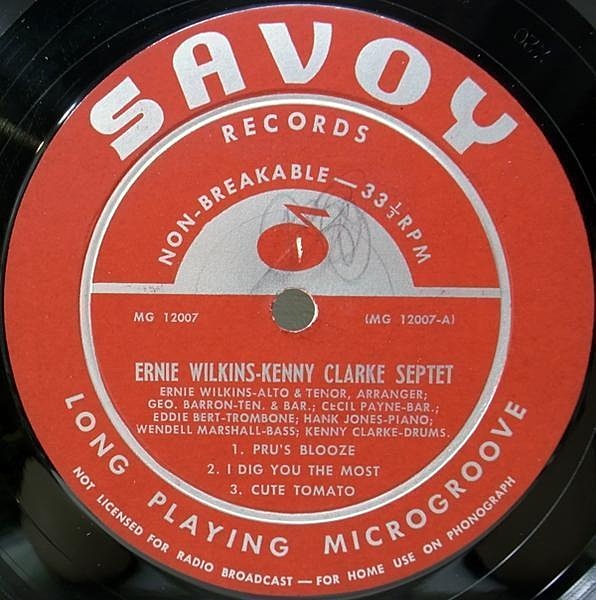 SAVOY
RECORDS
NON-BREAKABLE — 33⅓ RPM
MG 12007
(MG 12007-A)
ERNIE WILKINS-KENNY CLARKE SEPTET
ERNIE WILKINS-ALTO & TENOR, ARRANGER;
GEO. BARRON-TEN. & BAR.; CECIL PAYNE-BAR.;
EDDIE BERT-TROMBONE; HANK JONES-PIANO;
WENDELL MARSHALL-BASS; KENNY CLARKE-DRUMS.
1. PRU'S BLOOZE
2. I DIG YOU THE MOST
3. CUTE TOMATO
LONG PLAYING MICROGROOVE
NOT LICENSED FOR RADIO BROADCAST — FOR HOME USE ON PHONOGRAPH